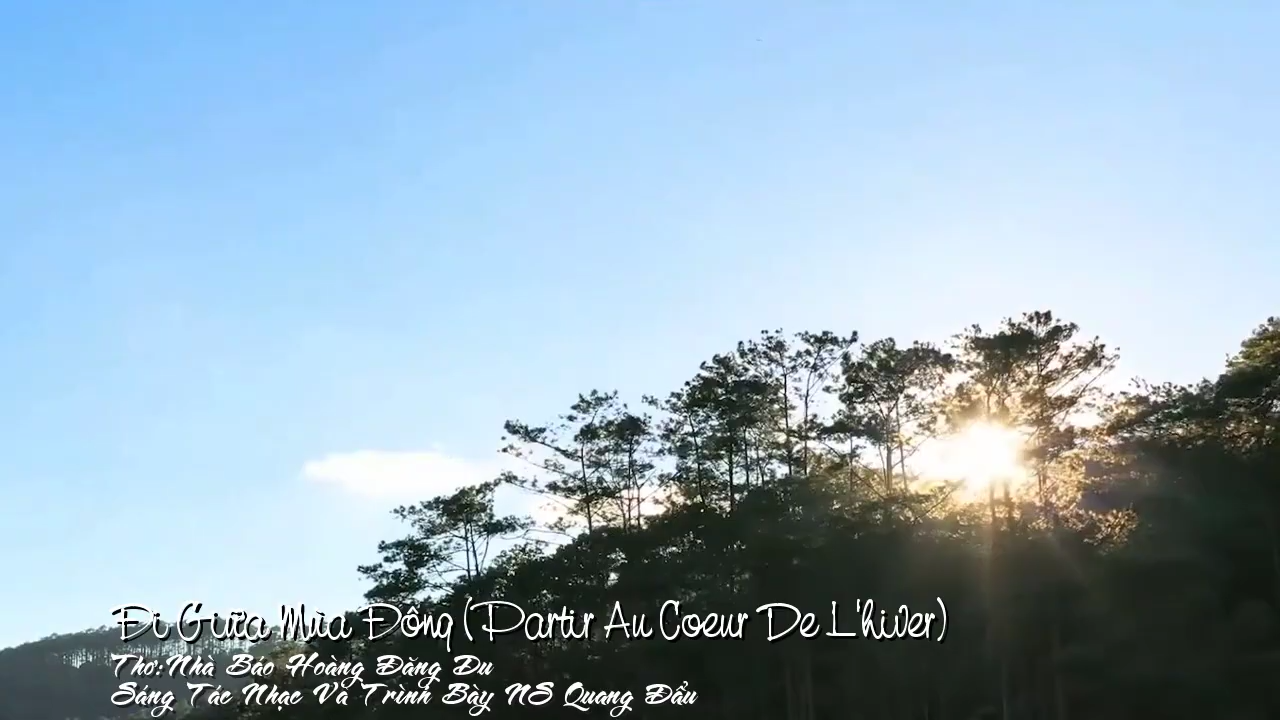 Đi Giữa Mùa Đông (Partir Au Coeur De L'hiver)
Thơ: Nhà Báo Hoàng Đăng Du
Sáng Tác Nhạc Và Trình Bày NS Quang Đẩu